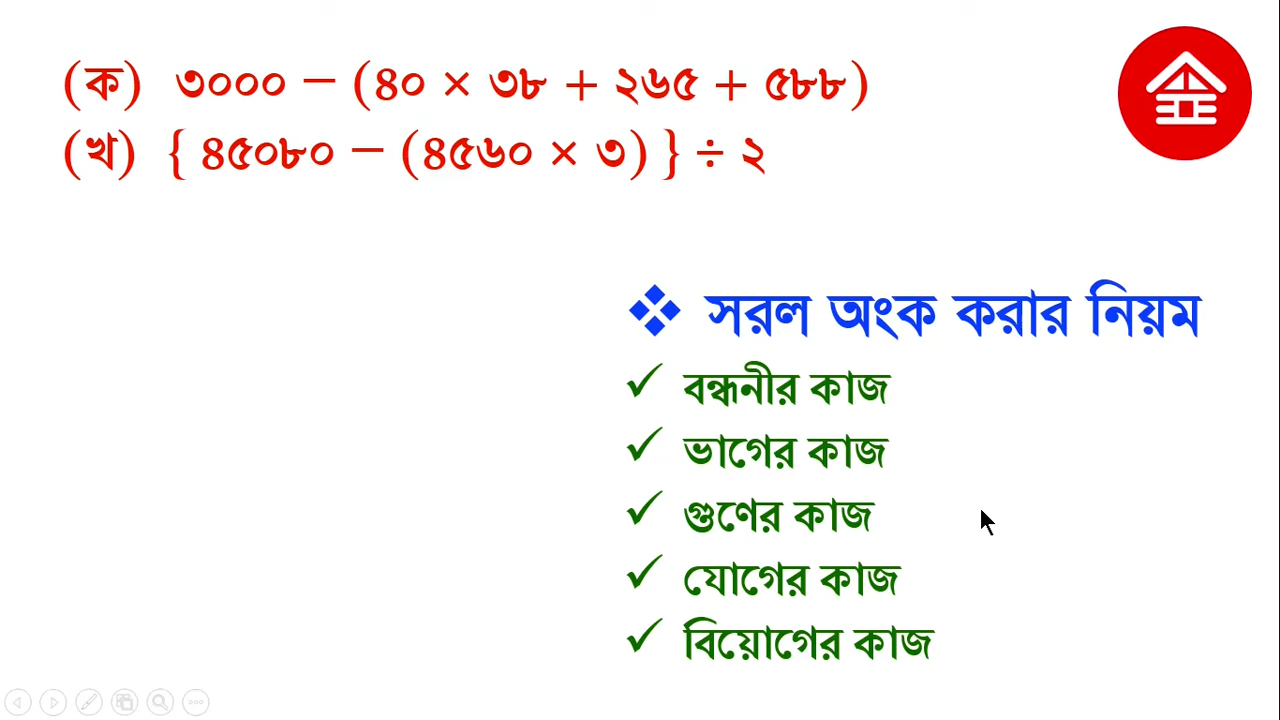 (ক) ৩০০০ − (৪০ × ৩৮ + ২৬৫ + ৫৮৮)
(খ) { ৪৫০৮০ − (৪৫৬০ × ৩) } ÷ ২
❖ সরল অংক করার নিয়ম
✓ বন্ধনীর কাজ
✓ ভাগের কাজ
✓ গুণের কাজ
✓ যোগের কাজ
✓ বিয়োগের কাজ